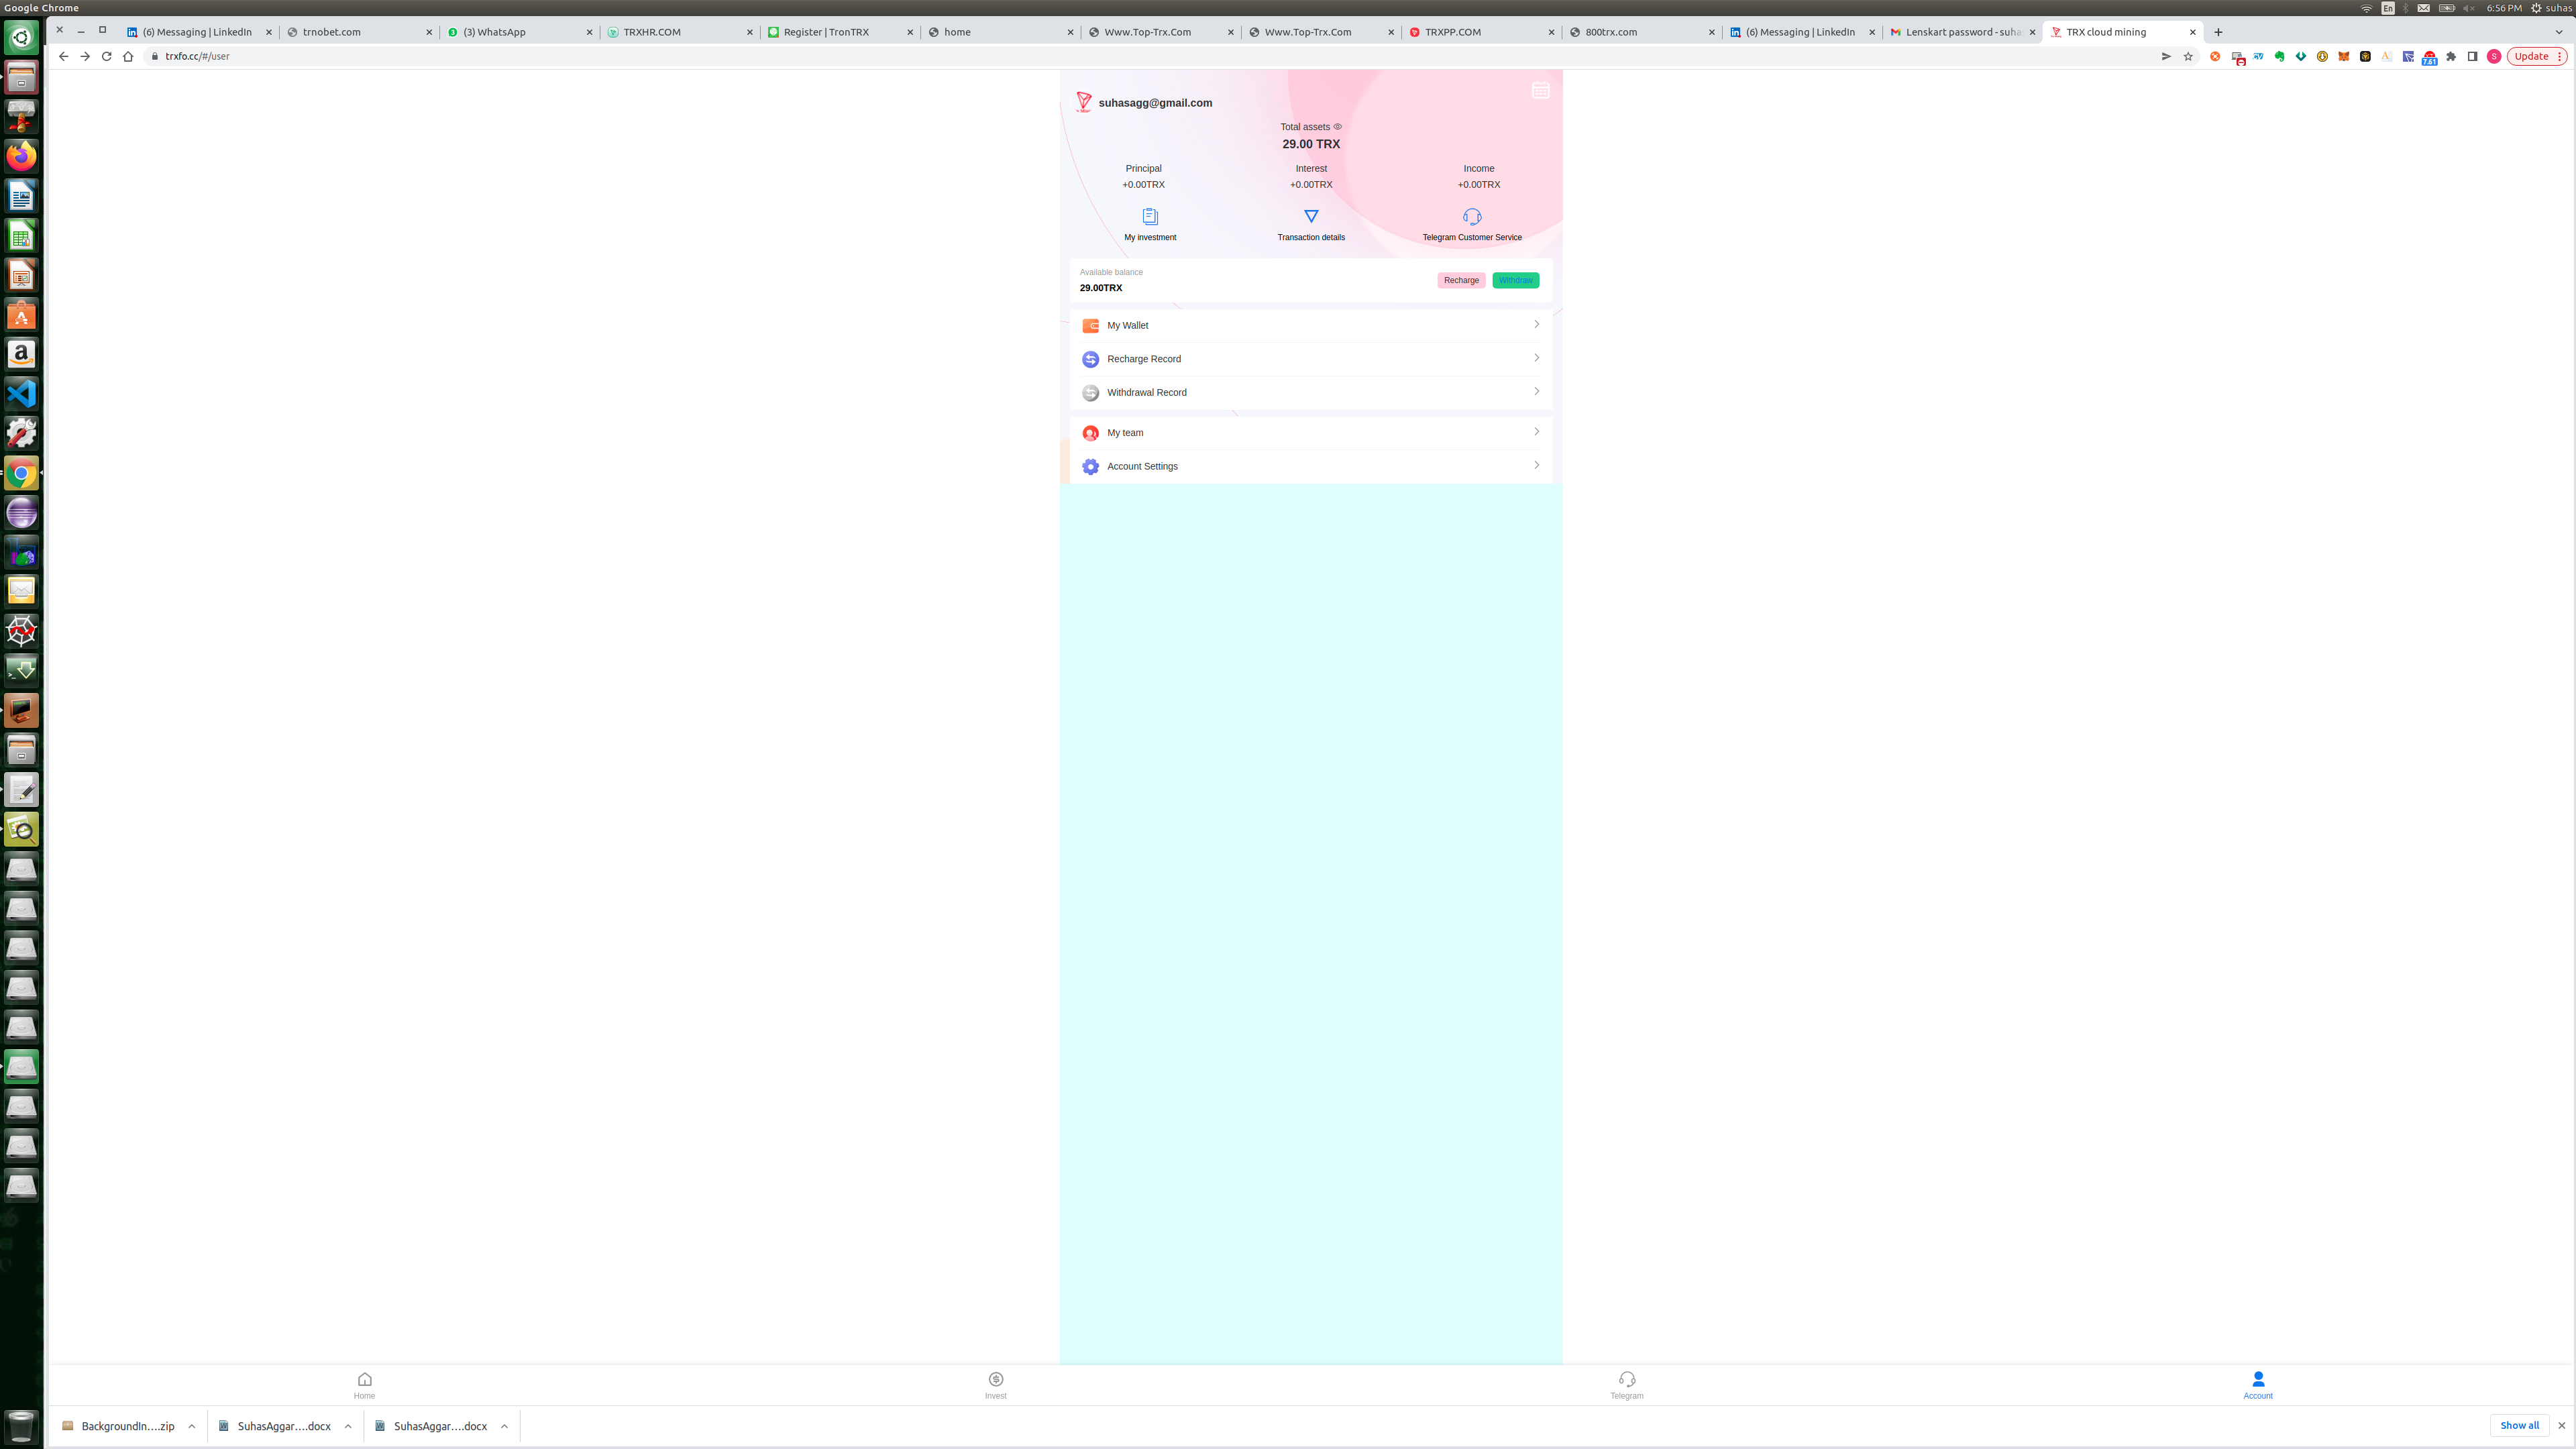 Google Chrome
En
6:56 PM
suhas
(6) Messaging | LinkedIn
trnobet.com
(3) WhatsApp
TRXHR.COM
Register | TronTRX
home
Www.Top-Trx.Com
Www.Top-Trx.Com
TRXPP.COM
800trx.com
(6) Messaging | LinkedIn
Lenskart password - suha
TRX cloud mining
trxfo.cc/#/user
7.61
S
Update
suhasagg@gmail.com
Total assets
29.00 TRX
Principal
Interest
Income
+0.00TRX
+0.00TRX
+0.00TRX
My investment
Transaction details
Telegram Customer Service
Available balance
29.00TRX
Recharge
Withdraw
My Wallet
Recharge Record
Withdrawal Record
My team
Account Settings
Home
Invest
Telegram
Account
BackgroundIn....zip
SuhasAggar....docx
SuhasAggar....docx
Show all